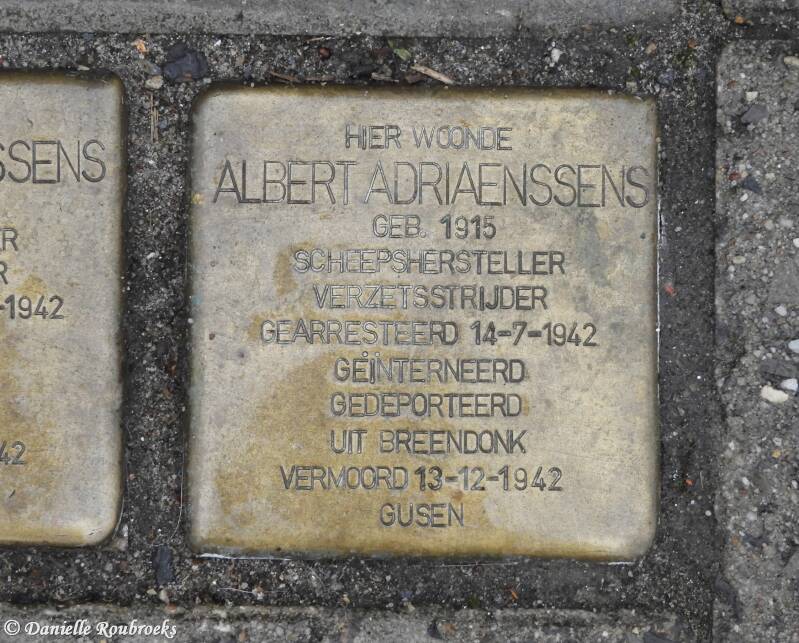 SSENS
ER
R
-1942
42
HIER WOONDE
ALBERT ADRIAENSSENS
GEB. 1915
SCHEEPSHERSTELLER
VERZETSSTRIJDER
GEARRESTEERD 14-7-1942
GEÏNTERNEERD
GEDEPORTEERD
UIT BREENDONK
VERMOORD 13-12-1942
GUSEN
© Danielle Roubroeks